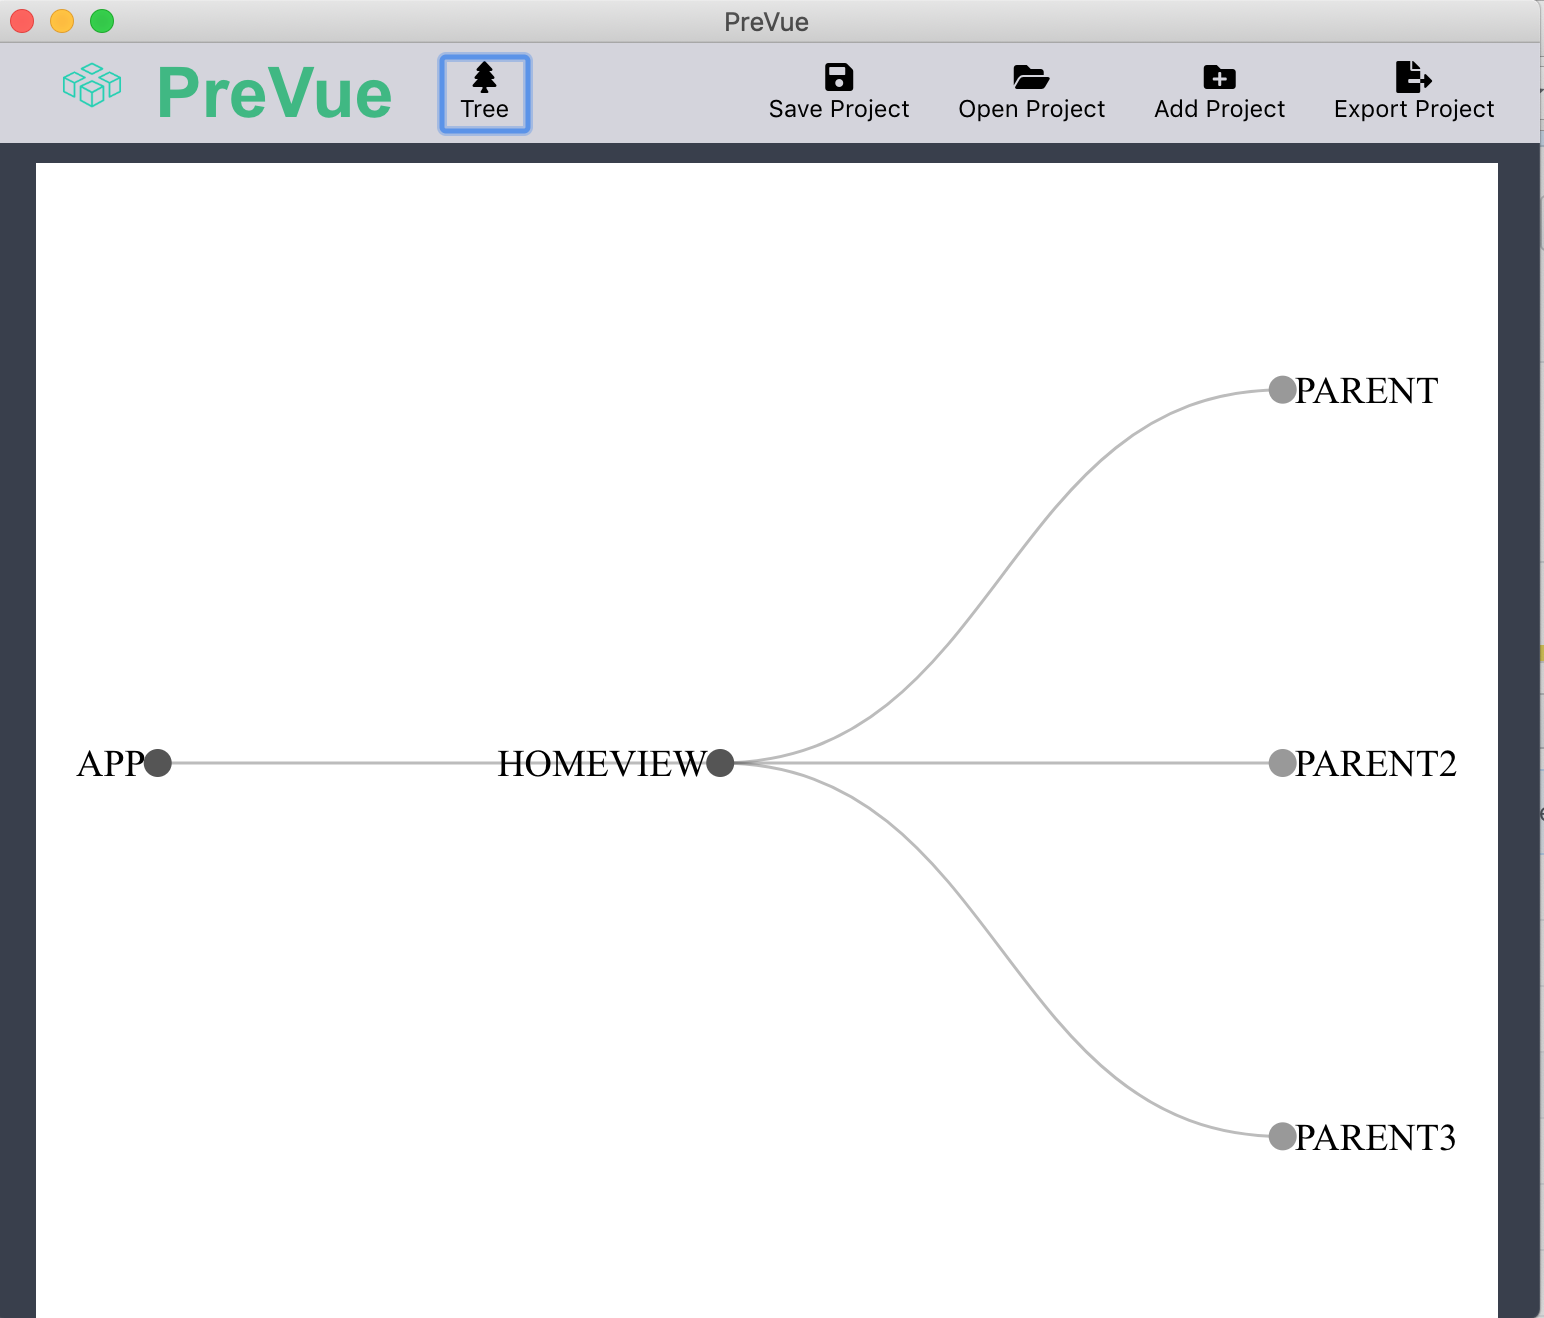 PreVue
PreVue
Tree
Save Project
Open Project
Add Project
Export Project
PARENT
APP
HOMEVIEW
PARENT2
PARENT3